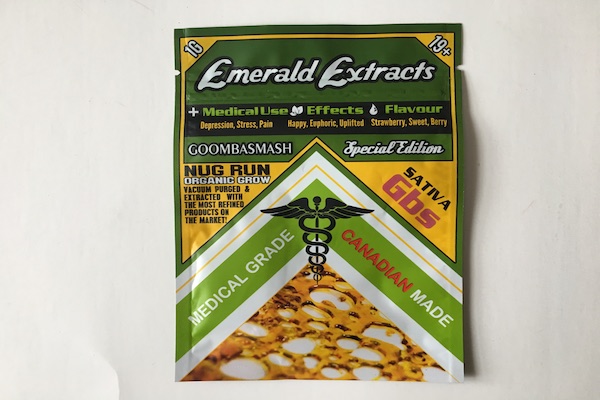 1G
19+
Emerald Extracts
+ Medical Use Effects Flavour
Depression, Stress, Pain Happy, Euphoric, Uplifted Strawberry, Sweet, Berry
GOOMBASMASH Special Edition
NUG RUN
ORGANIC GROW
VACUUM PURGED &
EXTRACTED WITH
THE MOST REFINED
PRODUCTS ON
THE MARKET!
SATIVA
Gbs
MEDICAL GRADE
CANADIAN MADE